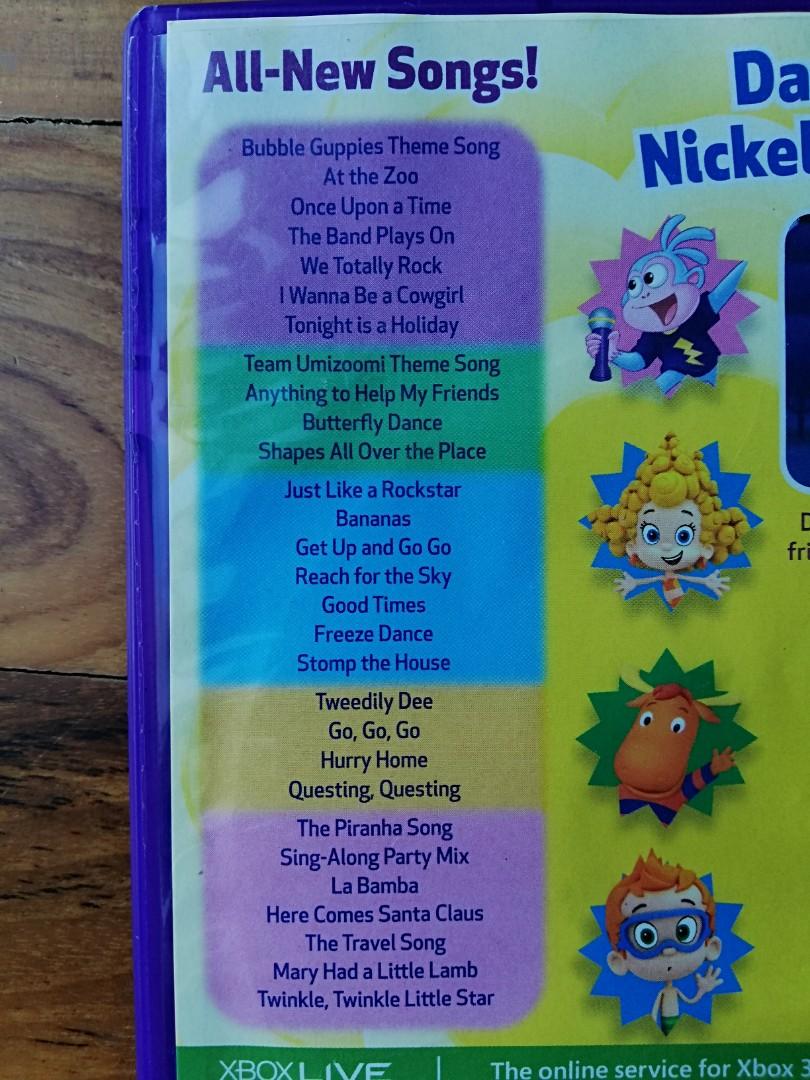 All-New Songs!
Bubble Guppies Theme Song
At the Zoo
Once Upon a Time
The Band Plays On
We Totally Rock
I Wanna Be a Cowgirl
Tonight is a Holiday
Team Umizoomi Theme Song
Anything to Help My Friends
Butterfly Dance
Shapes All Over the Place
Just Like a Rockstar
Bananas
Get Up and Go Go
Reach for the Sky
Good Times
Freeze Dance
Stomp the House
Tweedily Dee
Go, Go, Go
Hurry Home
Questing, Questing
The Piranha Song
Sing-Along Party Mix
La Bamba
Here Comes Santa Claus
The Travel Song
Mary Had a Little Lamb
Twinkle, Twinkle Little Star
Da
Nickel
D
fri
XBOX LIVE | The online service for Xbox 3